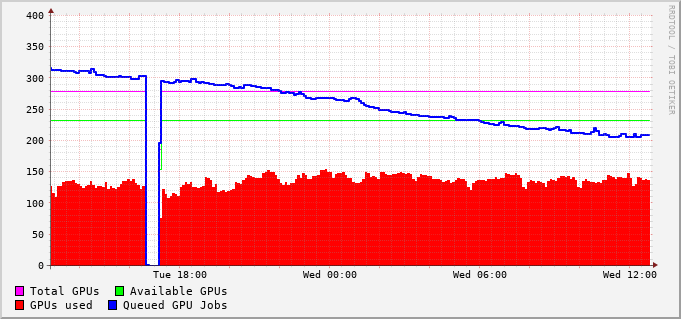 400
350
300
250
200
150
100
50
0
Tue 18:00 Wed 00:00 Wed 06:00 Wed 12:00
Total GPUs Available GPUs
GPUs used Queued GPU Jobs
RRDTOOL / TOBI OETIKER